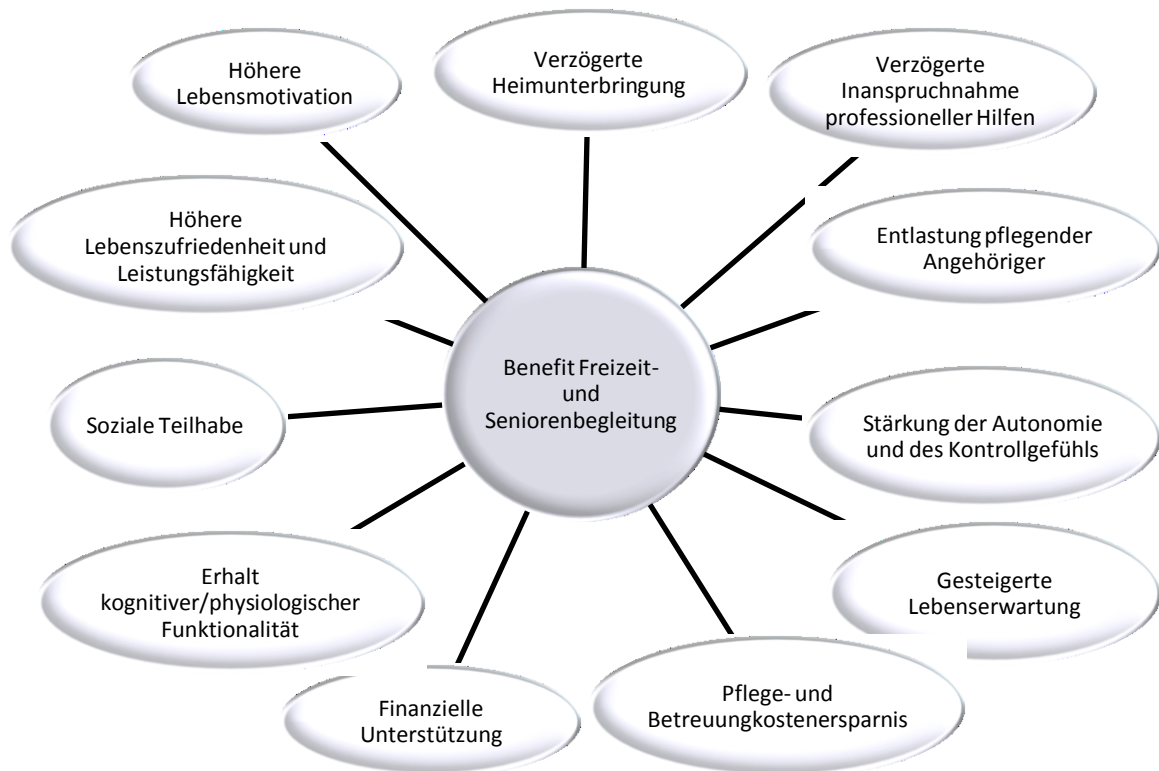 Höhere
Lebensmotivation
Verzögerte
Heimunterbringung
Verzögerte
Inanspruchnahme
professioneller Hilfen
Höhere
Lebenszufriedenheit und
Leistungsfähigkeit
Entlastung pflegender
Angehöriger
Benefit Freizeit-
und
Seniorenbegleitung
Soziale Teilhabe
Stärkung der Autonomie
und des Kontrollgefühls
Erhalt
kognitiver/physiologischer
Funktionalität
Gesteigerte
Lebenserwartung
Finanzielle
Unterstützung
Pflege- und
Betreuungkostenersparnis